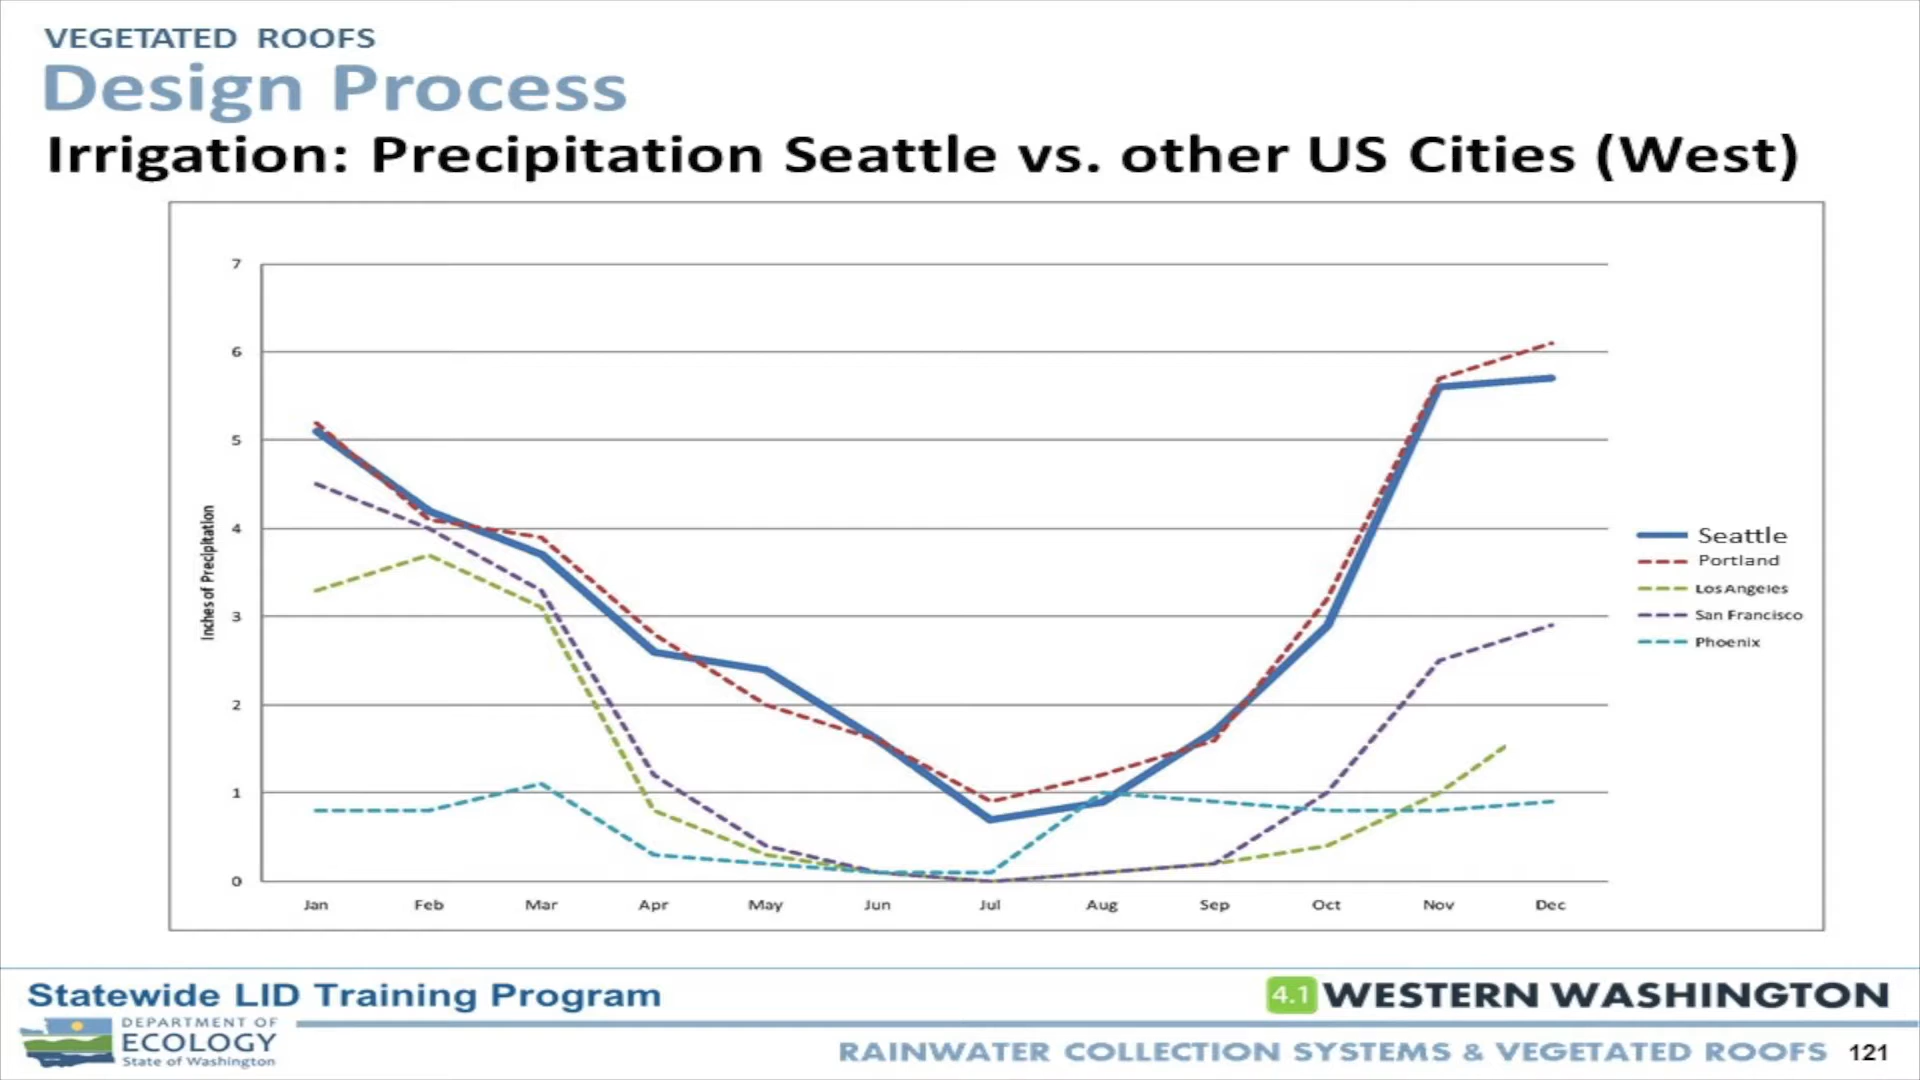 VEGETATED ROOFS
Design Process
Irrigation: Precipitation Seattle vs. other US Cities (West)
7
6
5
4
3
2
1
0
Inches of Precipitation
Jan Feb Mar Apr May Jun Jul Aug Sep Oct Nov Dec
Seattle
Portland
Los Angeles
San Francisco
Phoenix
Statewide LID Training Program
4.1 WESTERN WASHINGTON
DEPARTMENT OF
ECOLOGY
State of Washington
RAINWATER COLLECTION SYSTEMS & VEGETATED ROOFS 121